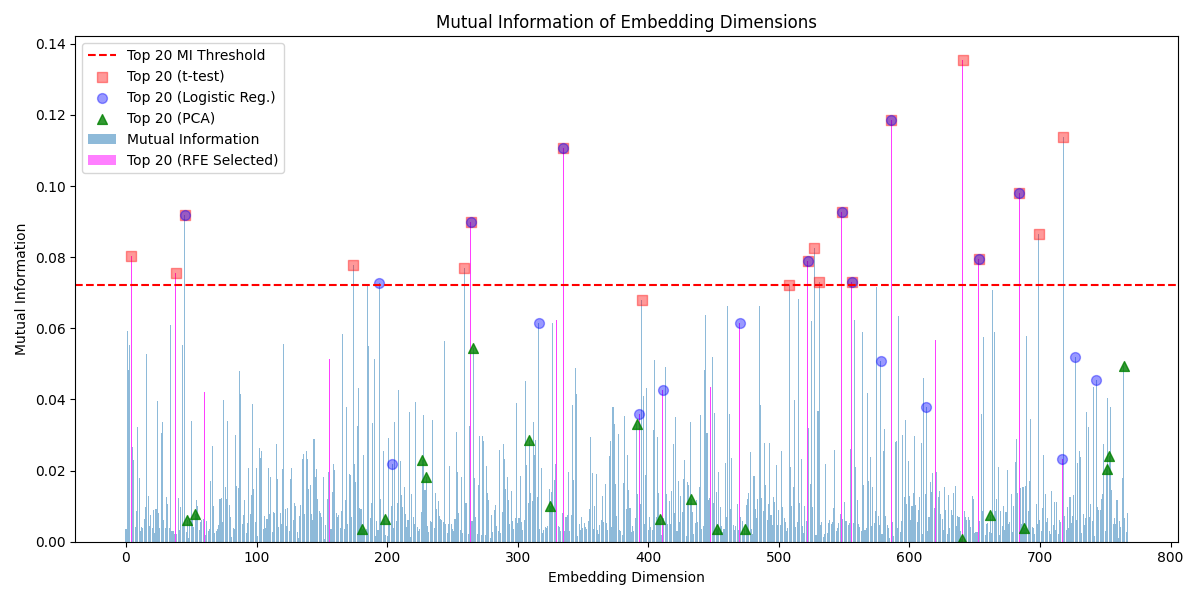 Mutual Information of Embedding Dimensions
Top 20 MI Threshold
Top 20 (t-test)
Top 20 (Logistic Reg.)
Top 20 (PCA)
Mutual Information
Top 20 (RFE Selected)
0.14
0.12
0.10
0.08
0.06
0.04
0.02
0.00
Mutual Information
0 100 200 300 400 500 600 700 800
Embedding Dimension